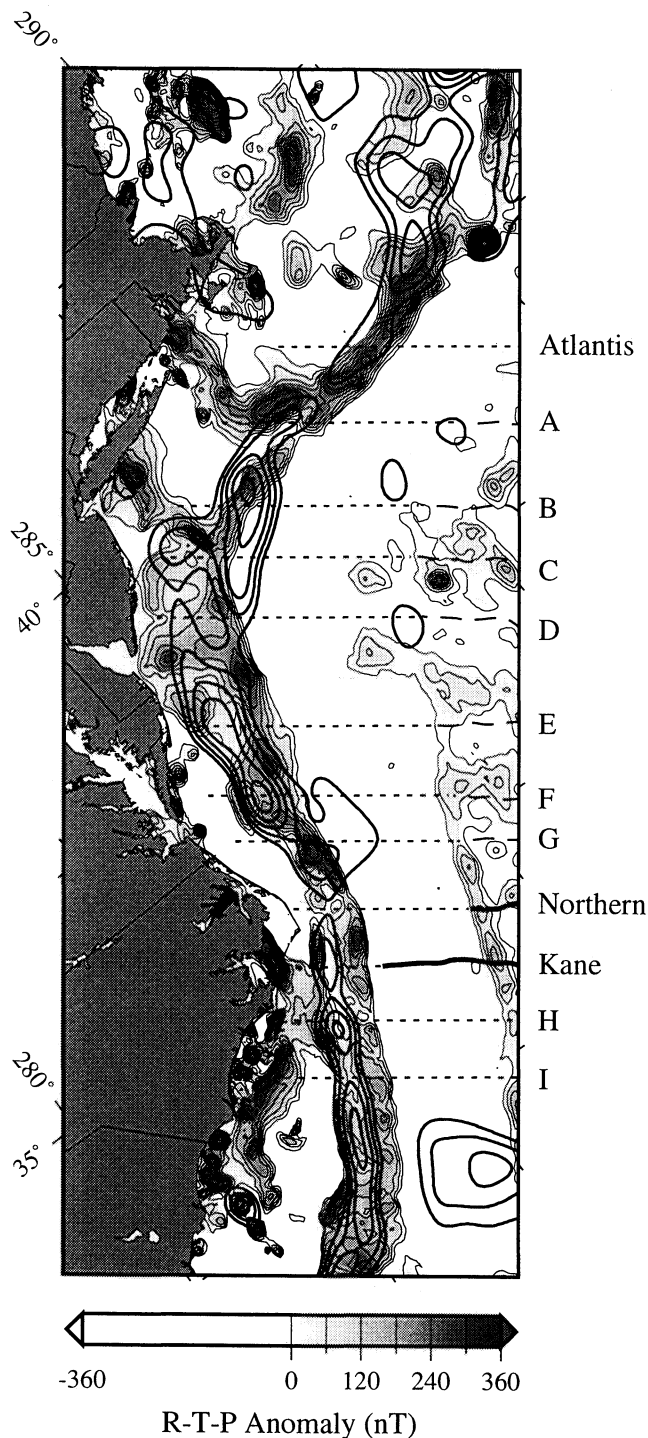 290°
Atlantis
A
B
285°
C
40°
D
E
F
G
Northern
Kane
H
280°
I
35°
-360 0 120 240 360
R-T-P Anomaly (nT)